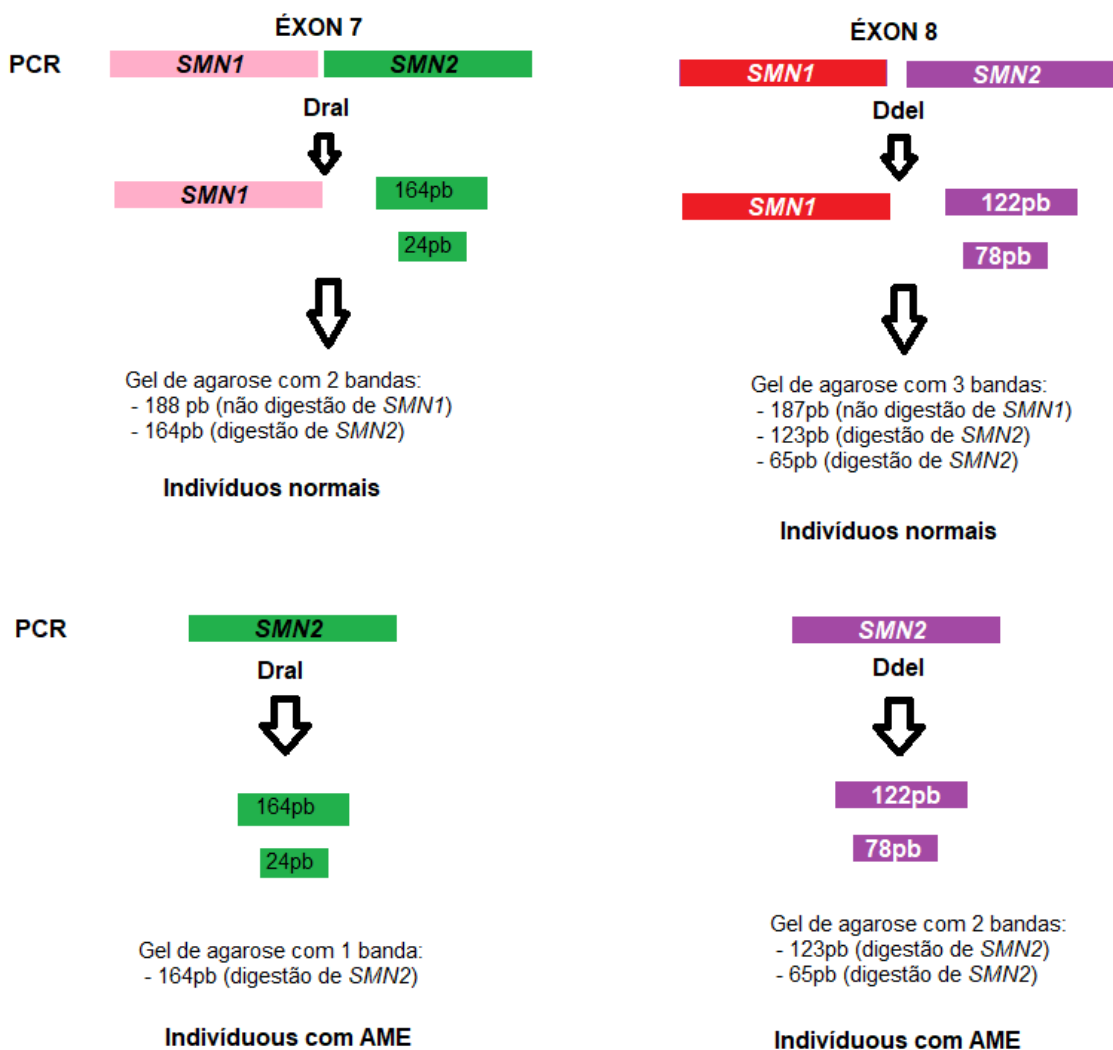 ÉXON 7
PCR SMN1 SMN2
DraI
SMN1 164pb
24pb
Gel de agarose com 2 bandas:
- 188 pb (não digestão de SMN1)
- 164pb (digestão de SMN2)
Indivíduos normais
ÉXON 8
SMN1 SMN2
DdeI
SMN1 122pb
78pb
Gel de agarose com 3 bandas:
- 187pb (não digestão de SMN1)
- 123pb (digestão de SMN2)
- 65pb (digestão de SMN2)
Indivíduos normais
PCR SMN2
DraI
164pb
24pb
Gel de agarose com 1 banda:
- 164pb (digestão de SMN2)
Indivíduous com AME
SMN2
DdeI
122pb
78pb
Gel de agarose com 2 bandas:
- 123pb (digestão de SMN2)
- 65pb (digestão de SMN2)
Indivíduous com AME